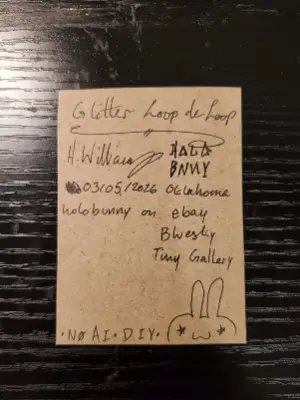 Glitter Loop de Loop
H. William
HALO
BNNY
03/05/2026 Oklahoma
holobunny on ebay
Bluesky
Tiny Gallery
• NO AI • DIY •